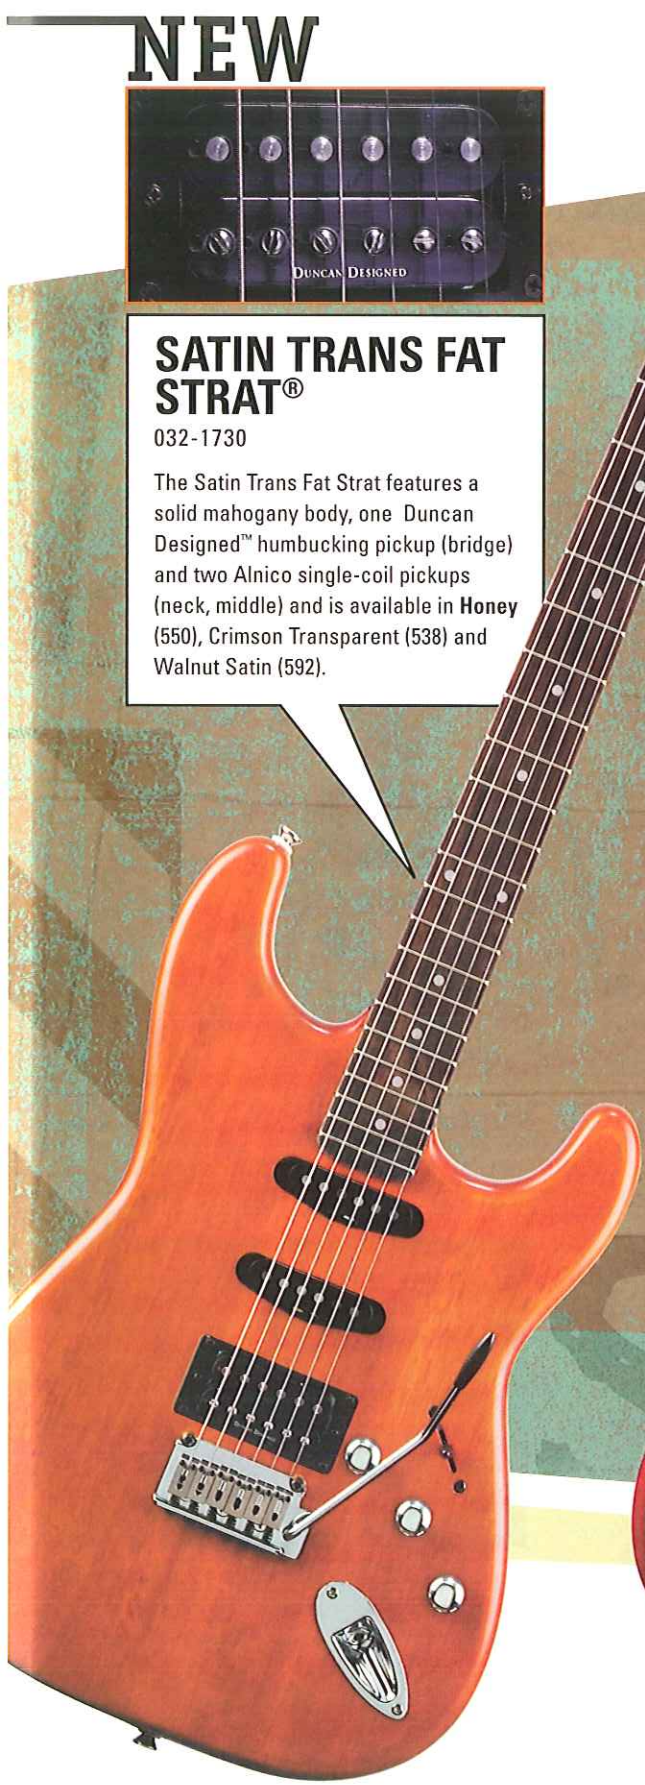 NEW
DUNCAN DESIGNED
SATIN TRANS FAT
STRAT®
032-1730
The Satin Trans Fat Strat features a
solid mahogany body, one Duncan
Designed™ humbucking pickup (bridge)
and two Alnico single-coil pickups
(neck, middle) and is available in Honey
(550), Crimson Transparent (538) and
Walnut Satin (592).